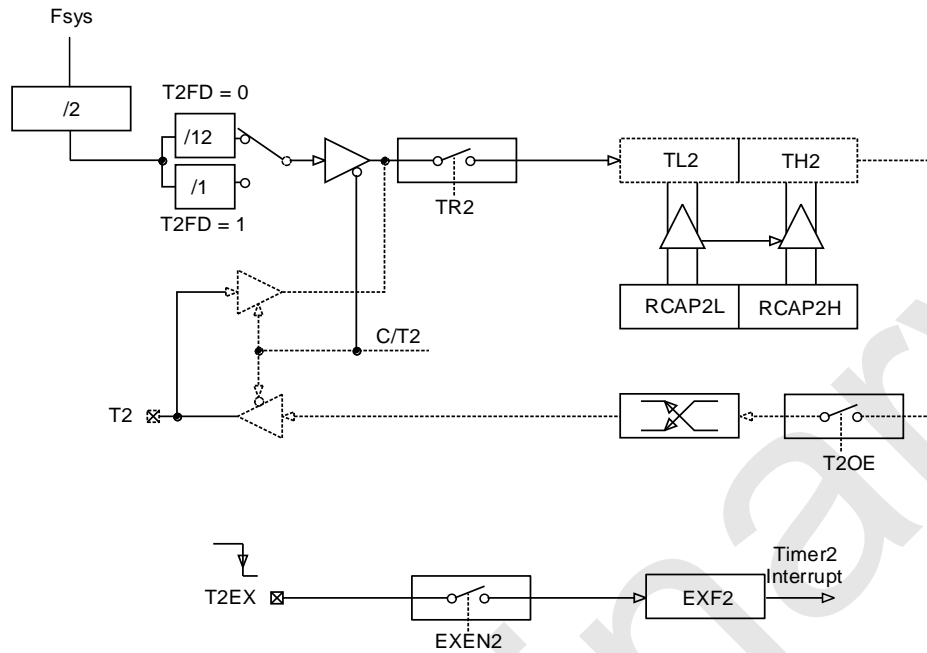 Fsys
/2
T2FD = 0
/12
/1
T2FD = 1
TR2
TL2
TH2
RCAP2L
RCAP2H
C/T2
T2
T2OE
T2EX
EXEN2
EXF2
Timer2
Interrupt